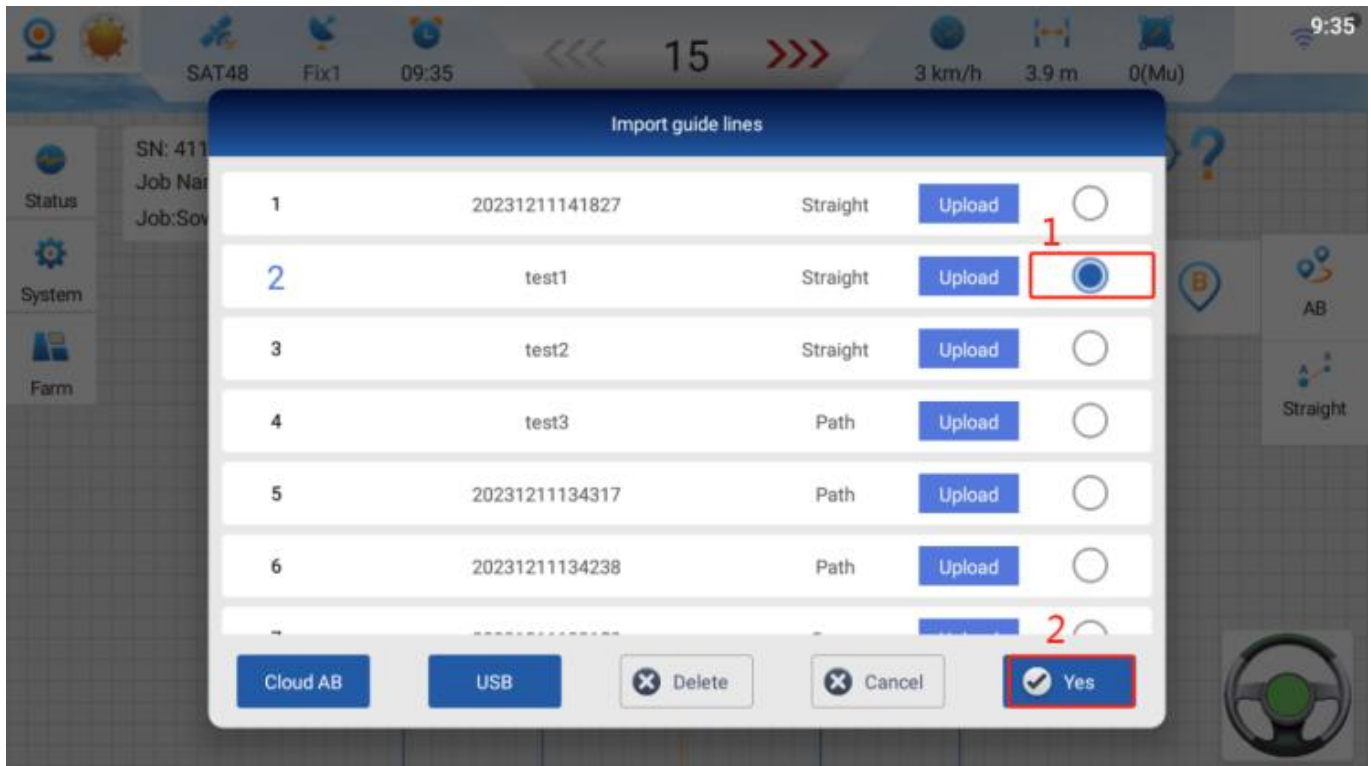 9:35
15
SAT48
Fix1
09:35
3 km/h
3.9 m
0(Mu)
Import guide lines
SN: 411
Status
Job Nar
Job:Sow
System
Farm
1 20231211141827 Straight Upload
1
2 test1 Straight Upload
B
AB
3 test2 Straight Upload
A B
Straight
4 test3 Path Upload
5 20231211134317 Path Upload
6 20231211134238 Path Upload
2
Cloud AB
USB
Delete
Cancel
Yes